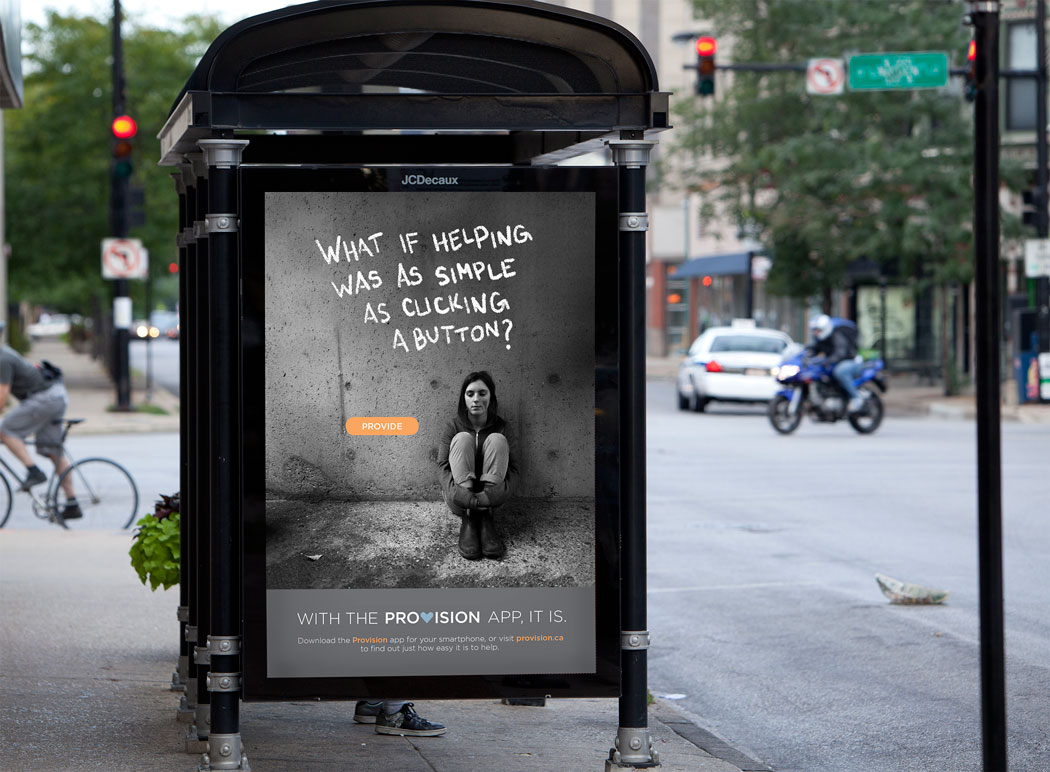 JCDecaux
WHAT IF HELPING
WAS AS SIMPLE
AS CLICKING
A BUTTON?
PROVIDE
WITH THE PROVISION APP, IT IS.
Download the Provision app for your smartphone, or visit provision.ca
to find out just how easy it is to help.